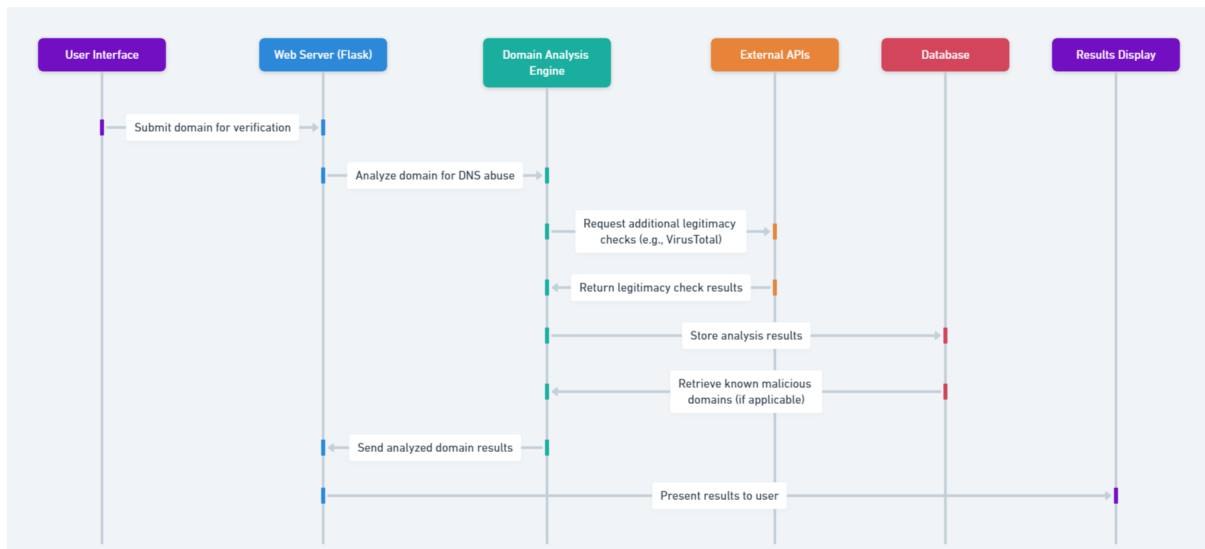 User Interface
Web Server (Flask)
Domain Analysis
Engine
External APIs
Database
Results Display
Submit domain for verification
Analyze domain for DNS abuse
Request additional legitimacy
checks (e.g., VirusTotal)
Return legitimacy check results
Store analysis results
Retrieve known malicious
domains (if applicable)
Send analyzed domain results
Present results to user